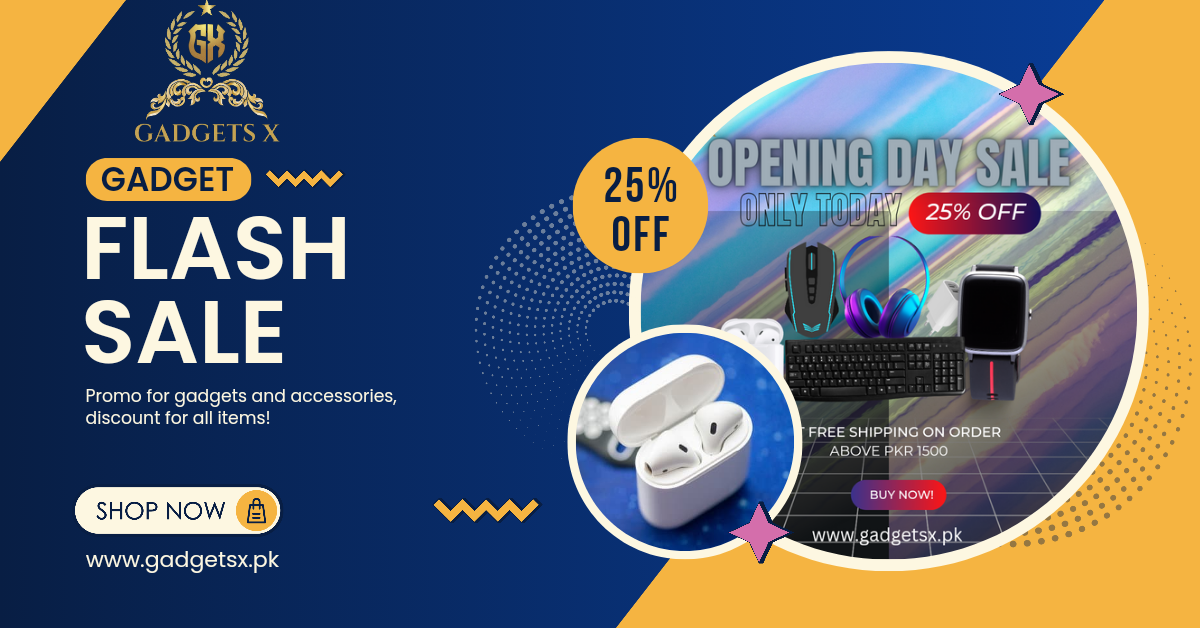 GX
GADGETS X
GADGET
FLASH
SALE
Promo for gadgets and accessories,
discount for all items!
SHOP NOW
www.gadgetsx.pk
25%
OFF
OPENING DAY SALE
ONLY TODAY
25% OFF
FREE SHIPPING ON ORDER
ABOVE PKR 1500
BUY NOW!
www.gadgetsx.pk